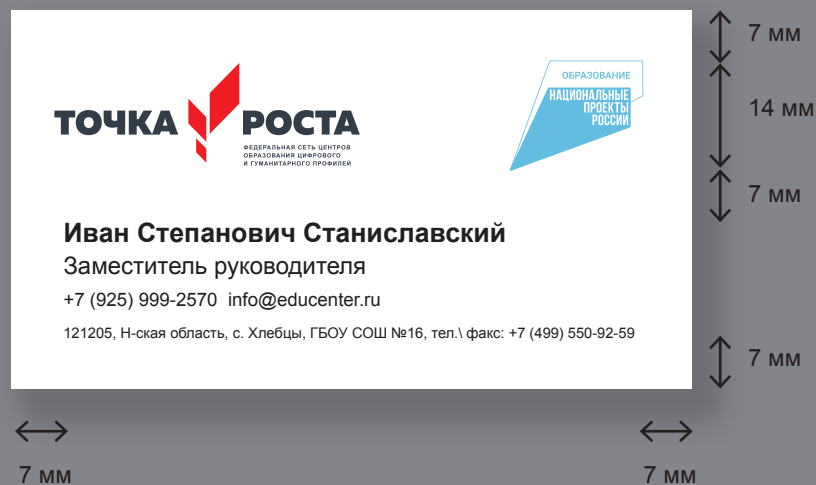 ТОЧКА РОСТА
ФЕДЕРАЛЬНАЯ СЕТЬ ЦЕНТРОВ
ОБРАЗОВАНИЯ ЦИФРОВОГО
И ГУМАНИТАРНОГО ПРОФИЛЕЙ
ОБРАЗОВАНИЕ
НАЦИОНАЛЬНЫЕ
ПРОЕКТЫ
РОССИИ
Иван Степанович Станиславский
Заместитель руководителя
+7 (925) 999-2570 info@educenter.ru
121205, Н-ская область, с. Хлебцы, ГБОУ СОШ №16, тел.\ факс: +7 (499) 550-92-59
7 мм
14 мм
7 мм
7 мм
7 мм
7 мм